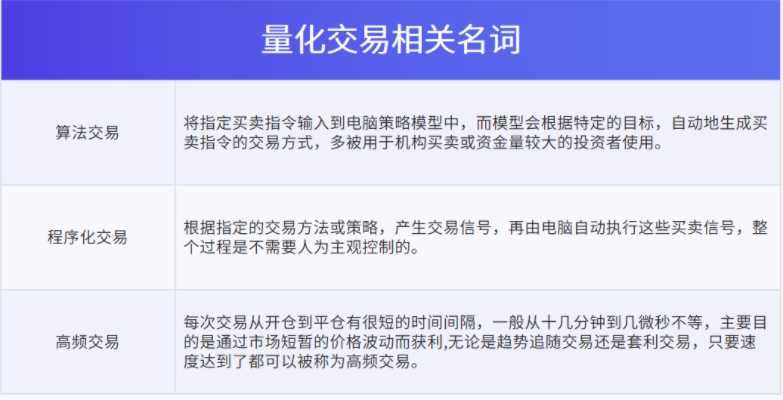 量化交易相关名词
算法交易
将指定买卖指令输入到电脑策略模型中，而模型会根据特定的目标，自动地生成买
卖指令的交易方式，多被用于机构买卖或资金量较大的投资者使用。
程序化交易
根据指定的交易方法或策略，产生交易信号，再由电脑自动执行这些买卖信号，整
个过程是不需要人为主观控制的。
高频交易
每次交易从开仓到平仓有很短的时间间隔，一般从十几分钟到几微秒不等，主要目
的是通过市场短暂的价格波动而获利,无论是趋势追随交易还是套利交易，只要速
度达到了都可以被称为高频交易。